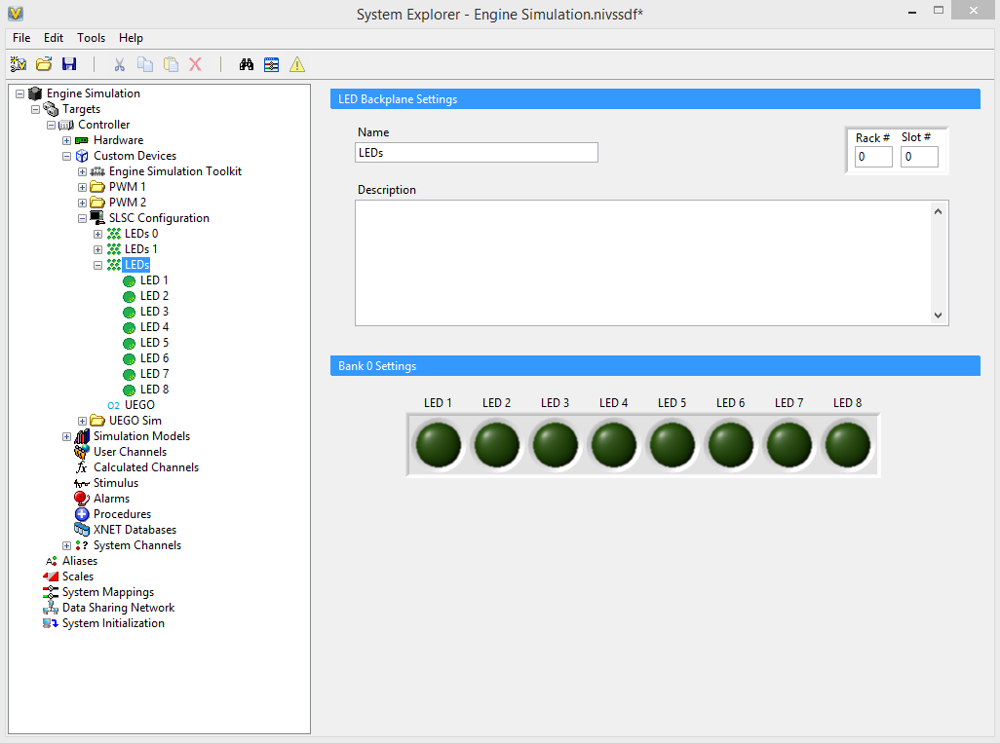 System Explorer - Engine Simulation.nivssdf*
File Edit Tools Help
Engine Simulation
Targets
Controller
Hardware
Custom Devices
Engine Simulation Toolkit
PWM 1
PWM 2
SLSC Configuration
LEDs 0
LEDs 1
LEDs
LED 1
LED 2
LED 3
LED 4
LED 5
LED 6
LED 7
LED 8
O2 UEGO
UEGO Sim
Simulation Models
User Channels
fx Calculated Channels
Stimulus
Alarms
Procedures
XNET Databases
? System Channels
Aliases
Scales
System Mappings
Data Sharing Network
System Initialization
LED Backplane Settings
Name
LEDs
Rack # Slot #
0 0
Description
Bank 0 Settings
LED 1 LED 2 LED 3 LED 4 LED 5 LED 6 LED 7 LED 8